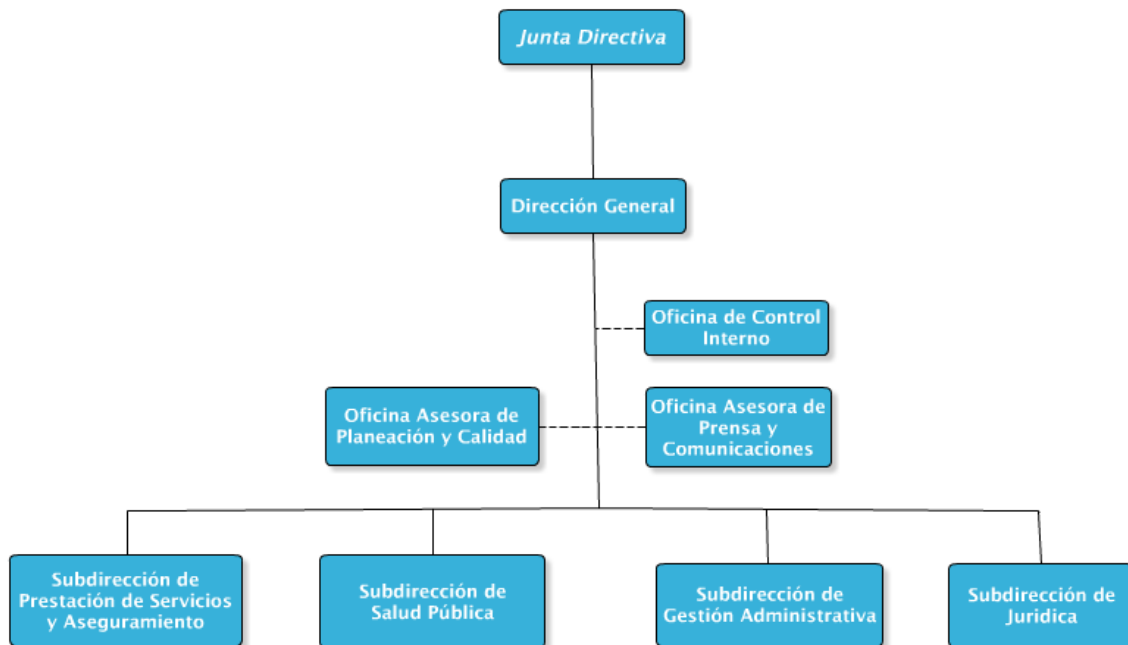 Junta Directiva
Dirección General
Oficina de Control
Interno
Oficina Asesora de
Planeación y Calidad
Oficina Asesora de
Prensa y
Comunicaciones
Subdirección de
Prestación de Servicios
y Aseguramiento
Subdirección de
Salud Pública
Subdirección de
Gestión Administrativa
Subdirección de
Juridica